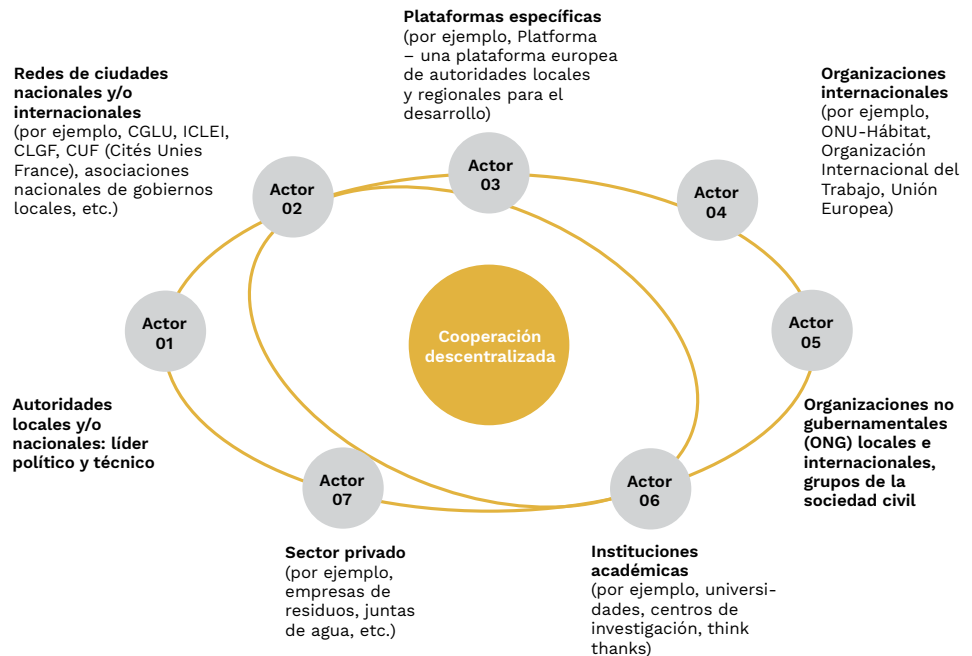 Plataformas específicas
(por ejemplo, Platforma
– una plataforma europea
de autoridades locales
y regionales para el
desarrollo)
Redes de ciudades
nacionales y/o
internacionales
(por ejemplo, CGLU, ICLEI,
CLGF, CUF (Cités Unies
France), asociaciones
nacionales de gobiernos
locales, etc.)
Organizaciones
internacionales
(por ejemplo,
ONU-Hábitat,
Organización
Internacional del
Trabajo, Unión
Europea)
Actor
01
Actor
02
Actor
03
Actor
04
Actor
05
Actor
06
Actor
07
Cooperación
descentralizada
Autoridades
locales y/o
nacionales: líder
político y técnico
Organizaciones no
gubernamentales
(ONG) locales e
internacionales,
grupos de la
sociedad civil
Sector privado
(por ejemplo,
empresas de
residuos, juntas
de agua, etc.)
Instituciones
académicas
(por ejemplo, universi-
dades, centros de
investigación, think
thanks)